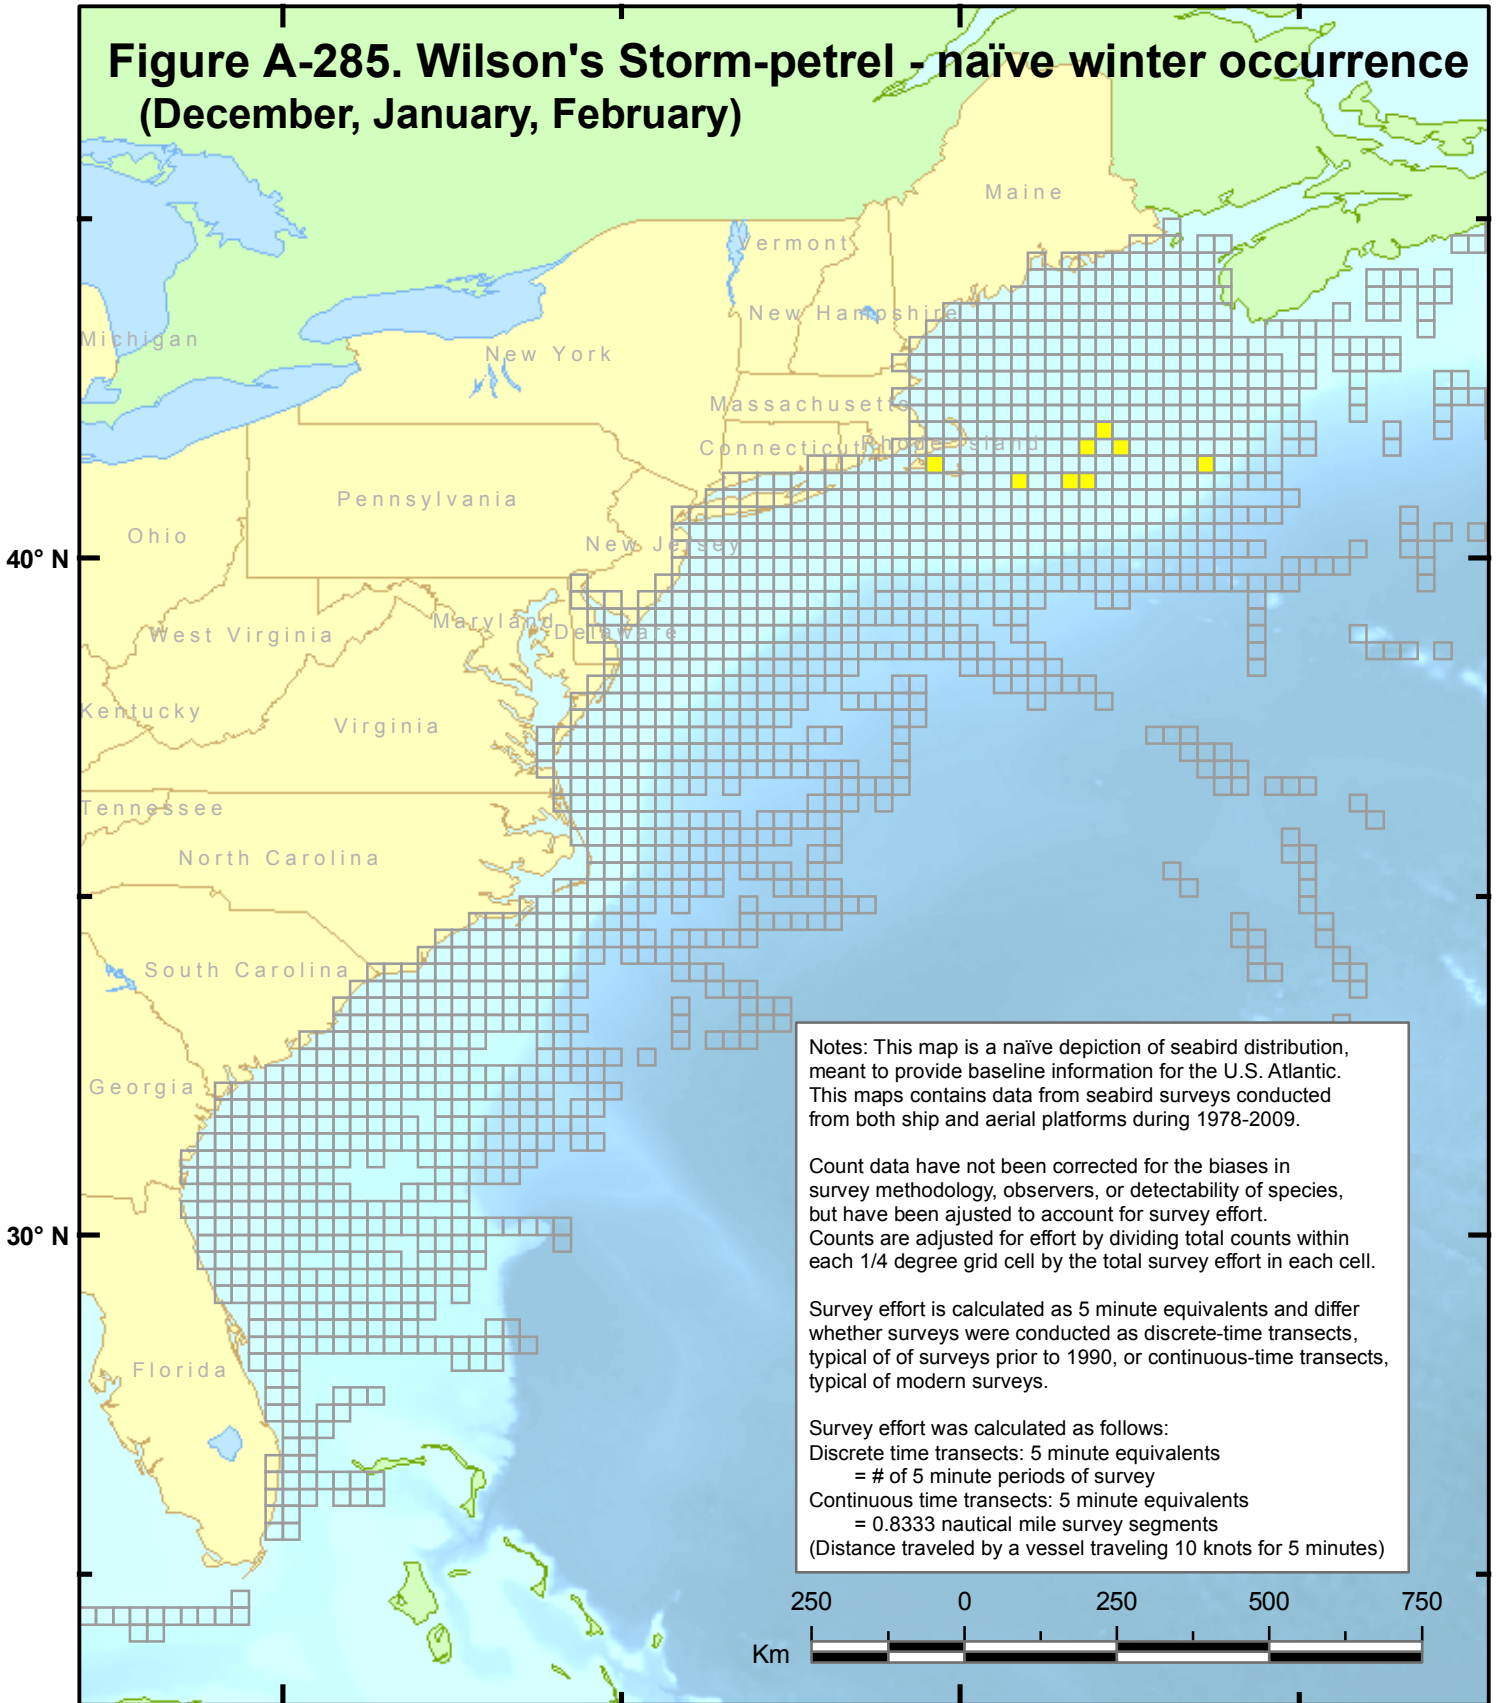 Figure A-285. Wilson's Storm-petrel - naïve winter occurrence
(December, January, February)
Maine
Vermont
New Hampshire
Michigan
New York
Massachusetts
Connecticut
Rhode Island
Pennsylvania
Ohio
New Jersey
40° N
Maryland
Delaware
West Virginia
Kentucky
Virginia
Tennessee
North Carolina
South Carolina
Georgia
30° N
Florida
Notes: This map is a naïve depiction of seabird distribution,
meant to provide baseline information for the U.S. Atlantic.
This maps contains data from seabird surveys conducted
from both ship and aerial platforms during 1978-2009.
Count data have not been corrected for the biases in
survey methodology, observers, or detectability of species,
but have been ajusted to account for survey effort.
Counts are adjusted for effort by dividing total counts within
each 1/4 degree grid cell by the total survey effort in each cell.
Survey effort is calculated as 5 minute equivalents and differ
whether surveys were conducted as discrete-time transects,
typical of of surveys prior to 1990, or continuous-time transects,
typical of modern surveys.
Survey effort was calculated as follows:
Discrete time transects: 5 minute equivalents
= # of 5 minute periods of survey
Continuous time transects: 5 minute equivalents
= 0.8333 nautical mile survey segments
(Distance traveled by a vessel traveling 10 knots for 5 minutes)
250 0 250 500 750
Km